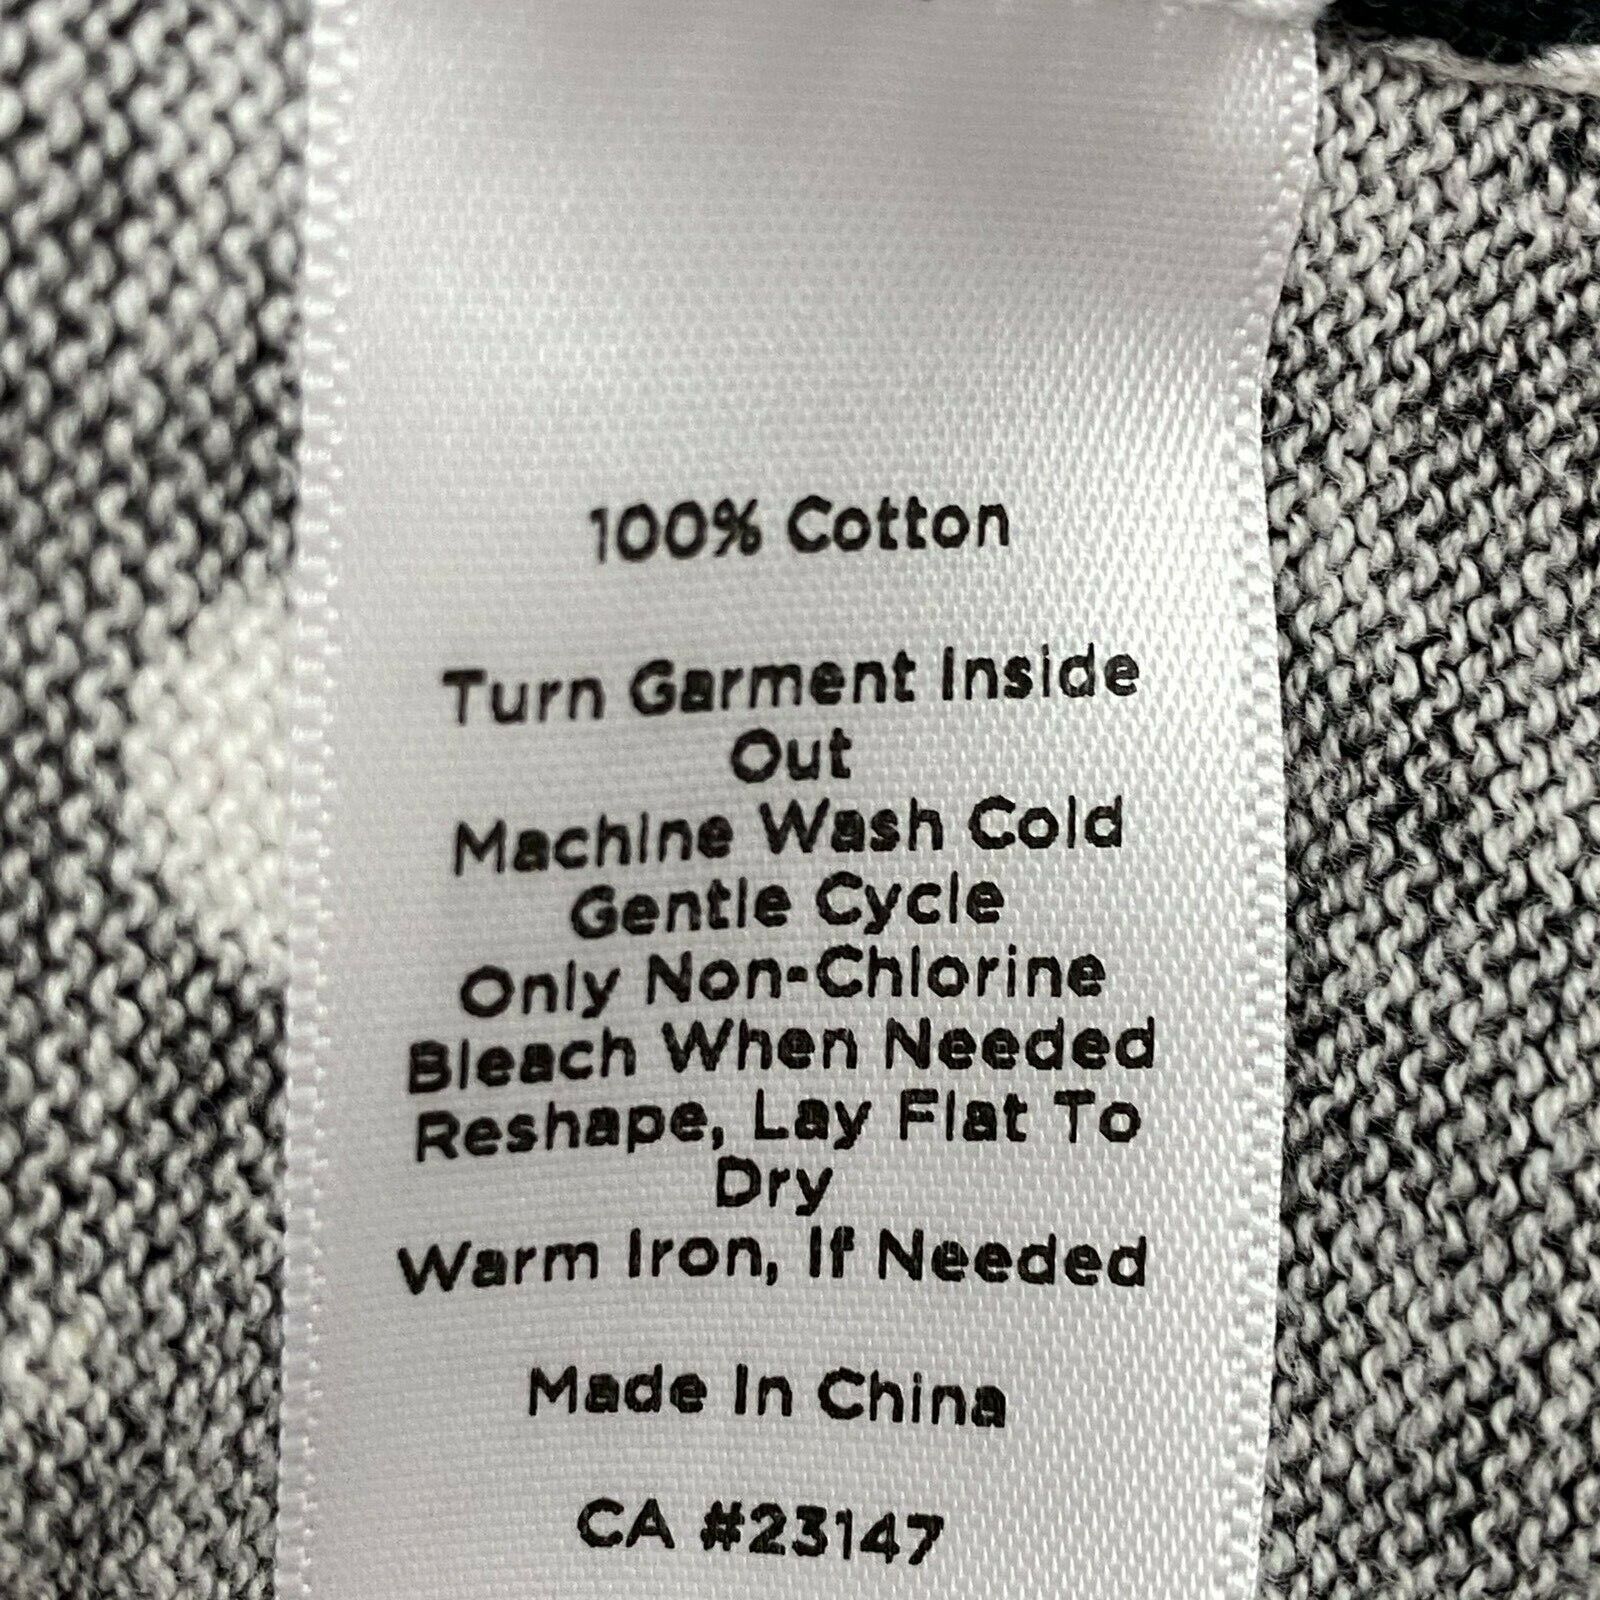 100% Cotton
Turn Garment Inside
Out
Machine Wash Cold
Gentle Cycle
Only Non-Chlorine
Bleach When Needed
Reshape, Lay Flat To
Dry
Warm Iron, If Needed
Made In China
CA #23147